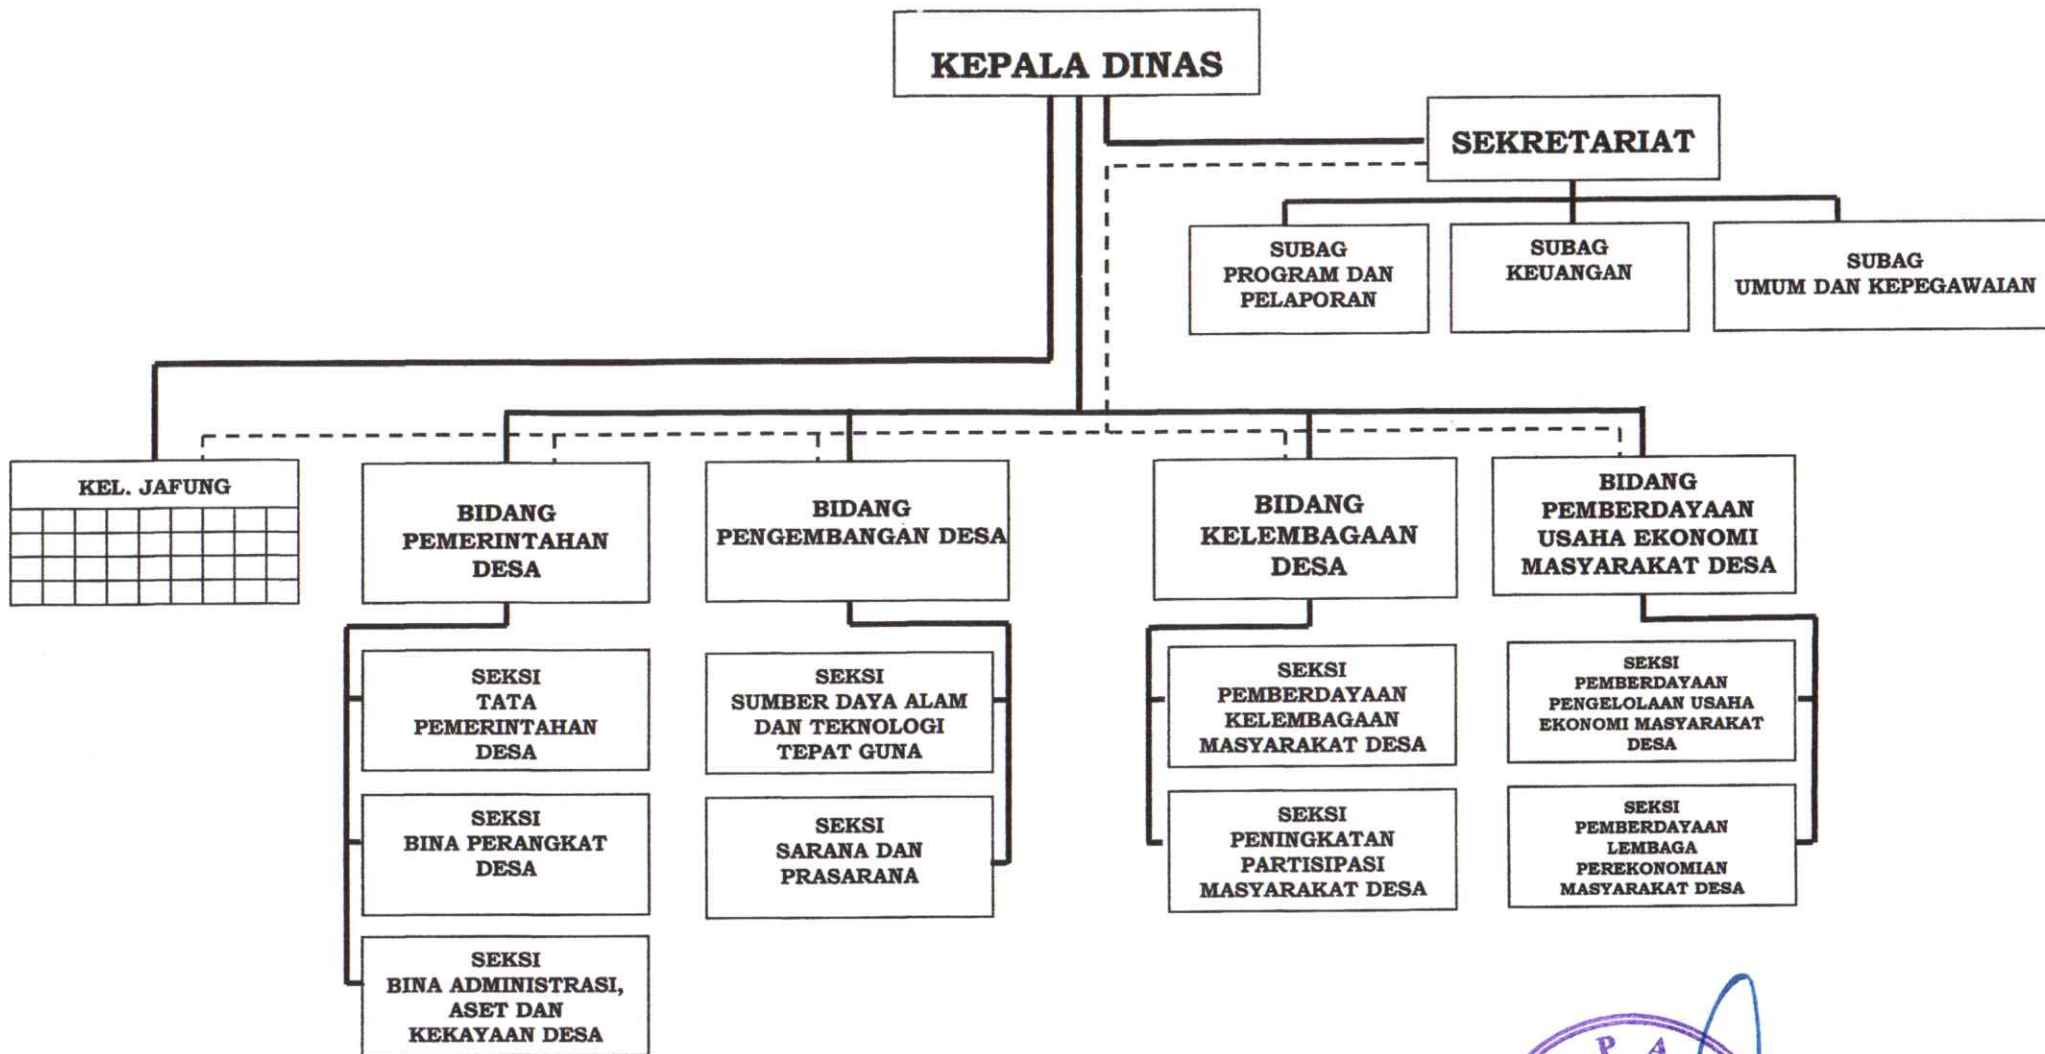 KEPALA DINAS
SEKRETARIAT
SUBAG
PROGRAM DAN
PELAPORAN
SUBAG
KEUANGAN
SUBAG
UMUM DAN KEPEGAWAIAN
KEL. JAFUNG
BIDANG
PEMERINTAHAN
DESA
BIDANG
PENGEMBANGAN DESA
BIDANG
KELEMBAGAAN
DESA
BIDANG
PEMBERDAYAAN
USAHA EKONOMI
MASYARAKAT DESA
SEKSI
TATA
PEMERINTAHAN
DESA
SEKSI
SUMBER DAYA ALAM
DAN TEKNOLOGI
TEPAT GUNA
SEKSI
PEMBERDAYAAN
KELEMBAGAAN
MASYARAKAT DESA
SEKSI
PEMBERDAYAAN
PENGELOLAAN USAHA
EKONOMI MASYARAKAT
DESA
SEKSI
BINA PERANGKAT
DESA
SEKSI
SARANA DAN
PRASARANA
SEKSI
PENINGKATAN
PARTISIPASI
MASYARAKAT DESA
SEKSI
PEMBERDAYAAN
LEMBAGA
PEREKONOMIAN
MASYARAKAT DESA
SEKSI
BINA ADMINISTRASI,
ASET DAN
KEKAYAAN DESA
P A